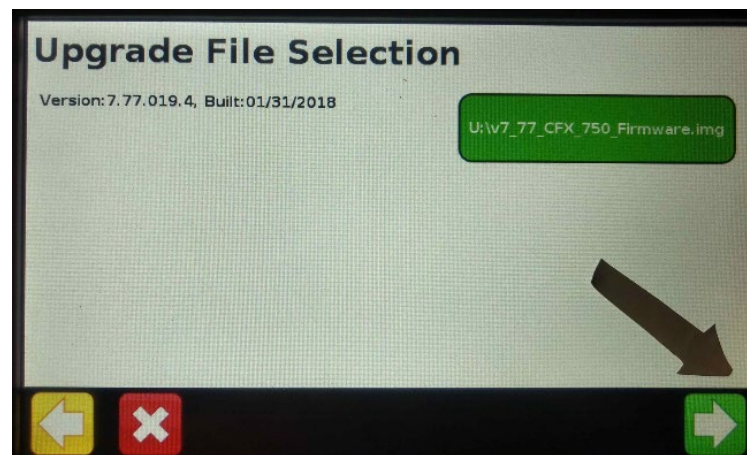 Upgrade File Selection
Version:7.77.019.4, Built:01/31/2018
U:\v7_77_CFX_750_Firmware.img